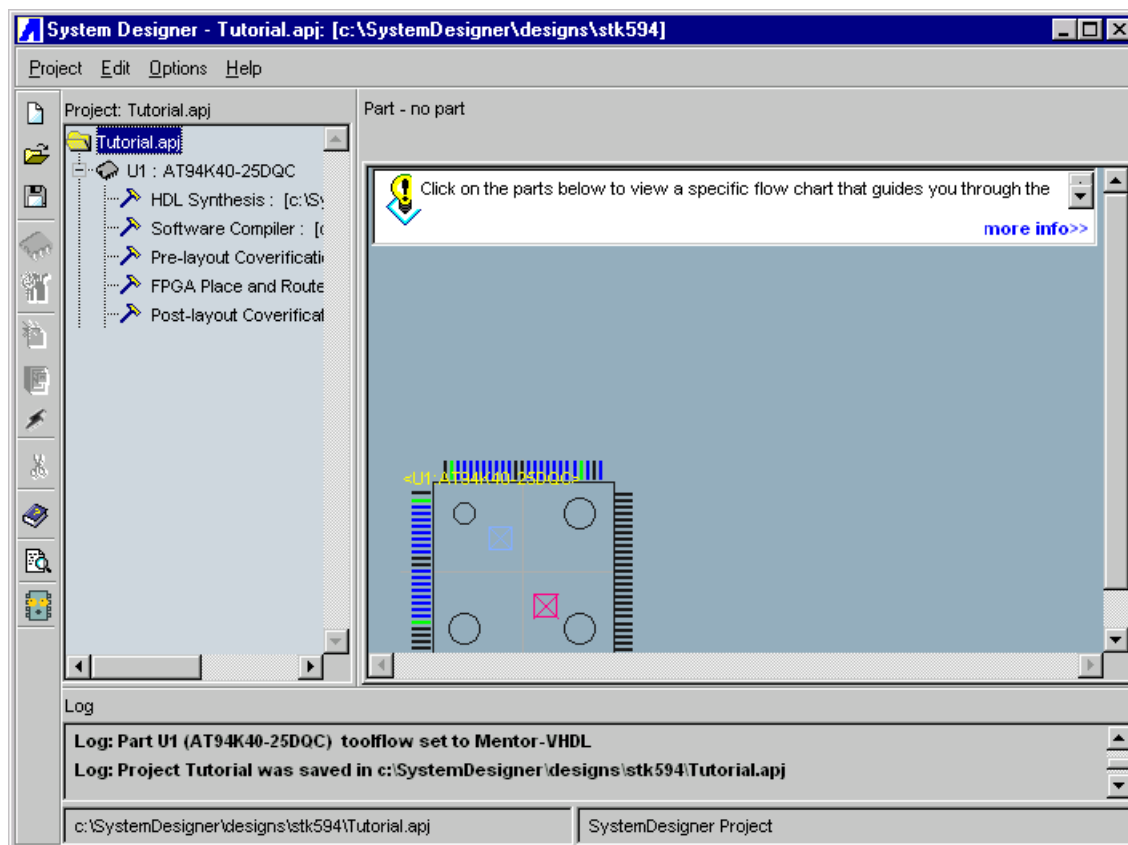 System Designer - Tutorial.apj: [c:\SystemDesigner\designs\stk594]
Project Edit Options Help
Project: Tutorial.apj
Tutorial.apj
U1 : AT94K40-25DQC
HDL Synthesis : [c:\Sy
Software Compiler : [c
Pre-layout Coverificati
FPGA Place and Route
Post-layout Coverificat
Part - no part
Click on the parts below to view a specific flow chart that guides you through the
more info>>
<U1:AT94K40-25DQC>
Log
Log: Part U1 (AT94K40-25DQC) toolflow set to Mentor-VHDL
Log: Project Tutorial was saved in c:\SystemDesigner\designs\stk594\Tutorial.apj
c:\SystemDesigner\designs\stk594\Tutorial.apj
SystemDesigner Project